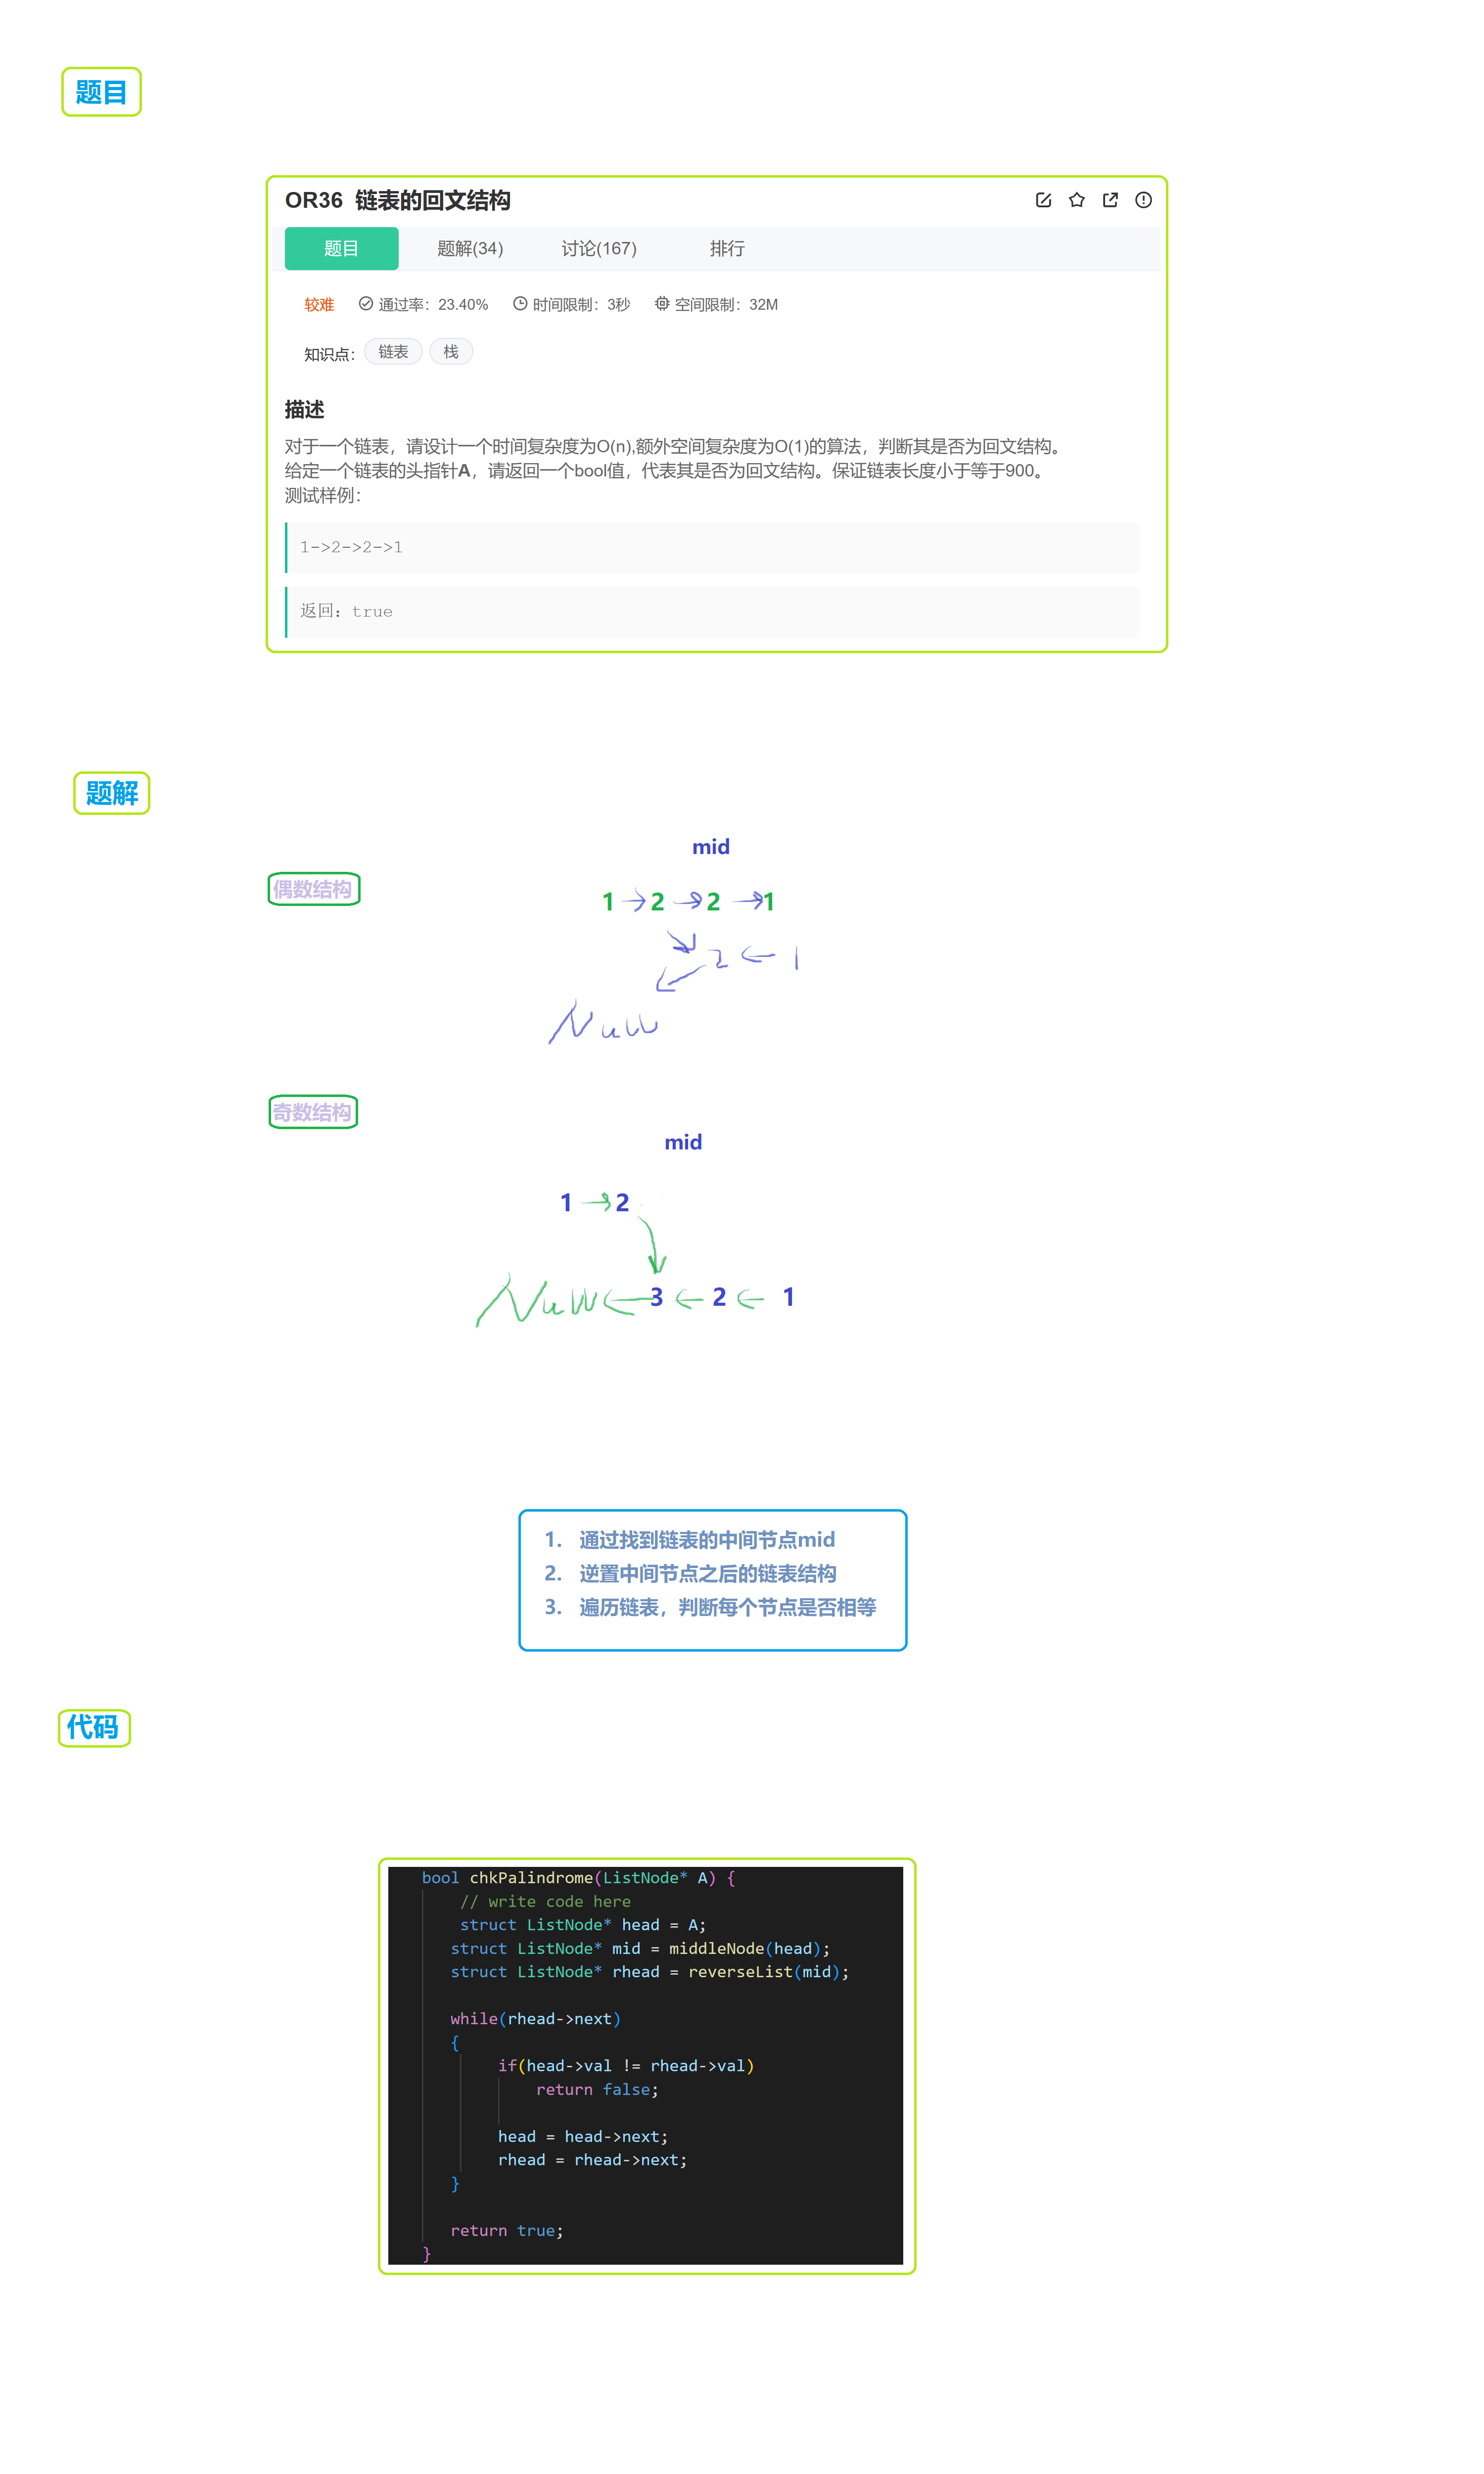 题目
OR36 链表的回文结构
题目 题解(34) 讨论(167) 排行
较难 通过率：23.40% 时间限制：3秒 空间限制：32M
知识点： 链表 栈
描述
对于一个链表，请设计一个时间复杂度为O(n),额外空间复杂度为O(1)的算法，判断其是否为回文结构。
给定一个链表的头指针A，请返回一个bool值，代表其是否为回文结构。保证链表长度小于等于900。
测试样例：
1->2->2->1
返回：true
题解
mid
偶数结构
1 → 2 → 2 → 1
2 ← 1
Null
奇数结构
mid
1 → 2
Null ← 3 ← 2 ← 1
1. 通过找到链表的中间节点mid
2. 逆置中间节点之后的链表结构
3. 遍历链表，判断每个节点是否相等
代码
bool chkPalindrome(ListNode* A) {
// write code here
struct ListNode* head = A;
struct ListNode* mid = middleNode(head);
struct ListNode* rhead = reverseList(mid);
while(rhead->next)
{
if(head->val != rhead->val)
return false;
head = head->next;
rhead = rhead->next;
}
return true;
}